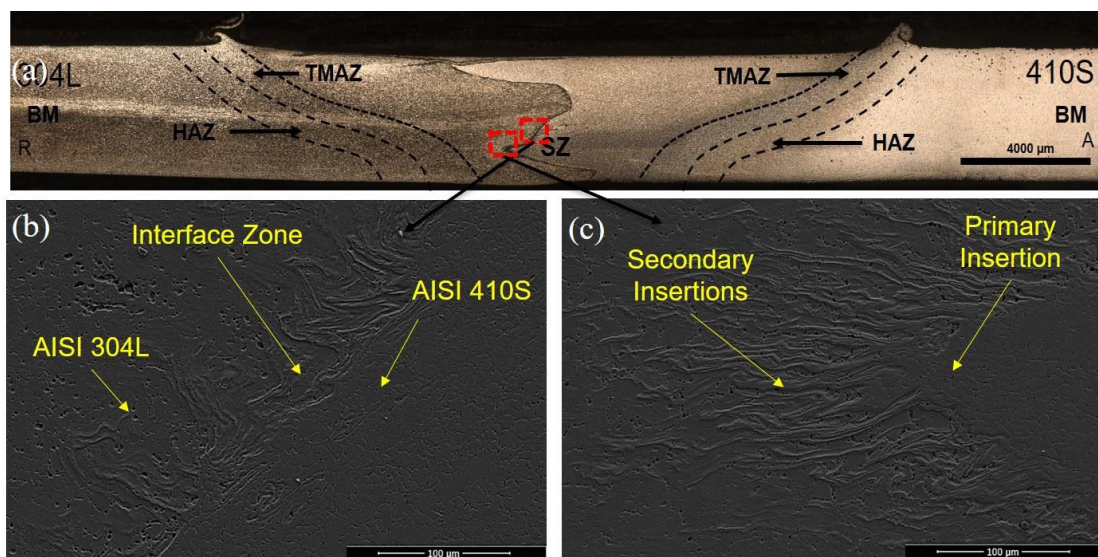 (a)
304L
TMAZ
TMAZ
410S
BM
BM
HAZ
SZ
HAZ
R
A
4000 µm
(b)
Interface Zone
AISI 410S
AISI 304L
100 µm
(c)
Primary
Insertion
Secondary
Insertions
100 µm